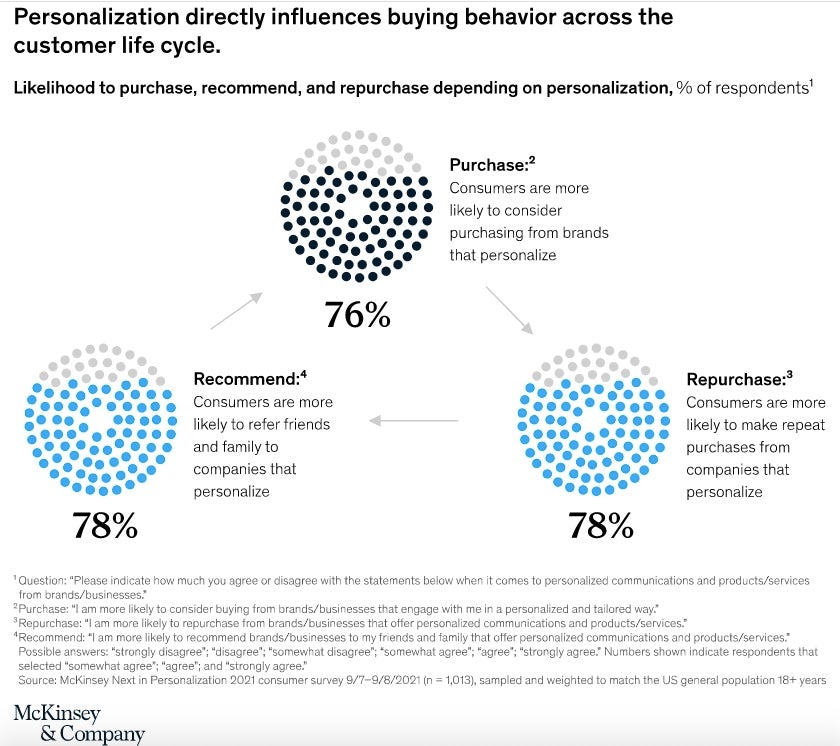 Personalization directly influences buying behavior across the
customer life cycle.
Likelihood to purchase, recommend, and repurchase depending on personalization, % of respondents¹
Purchase:²
Consumers are more
likely to consider
purchasing from brands
that personalize
76%
Recommend:⁴
Consumers are more
likely to refer friends
and family to
companies that
personalize
78%
Repurchase:³
Consumers are more
likely to make repeat
purchases from
companies that
personalize
78%
¹Question: “Please indicate how much you agree or disagree with the statements below when it comes to personalized communications and products/services
from brands/businesses.”
²Purchase: “I am more likely to consider buying from brands/businesses that engage with me in a personalized and tailored way.”
³Repurchase: “I am more likely to repurchase from brands/businesses that offer personalized communications and products/services.”
⁴Recommend: “I am more likely to recommend brands/businesses to my friends and family that offer personalized communications and products/services.”
Possible answers: “strongly disagree”; “disagree”; “somewhat disagree”; “somewhat agree”; “agree”; “strongly agree.” Numbers shown indicate respondents that
selected “somewhat agree”; “agree”; and “strongly agree.”
Source: McKinsey Next in Personalization 2021 consumer survey 9/7–9/8/2021 (n = 1,013), sampled and weighted to match the US general population 18+ years
McKinsey
& Company